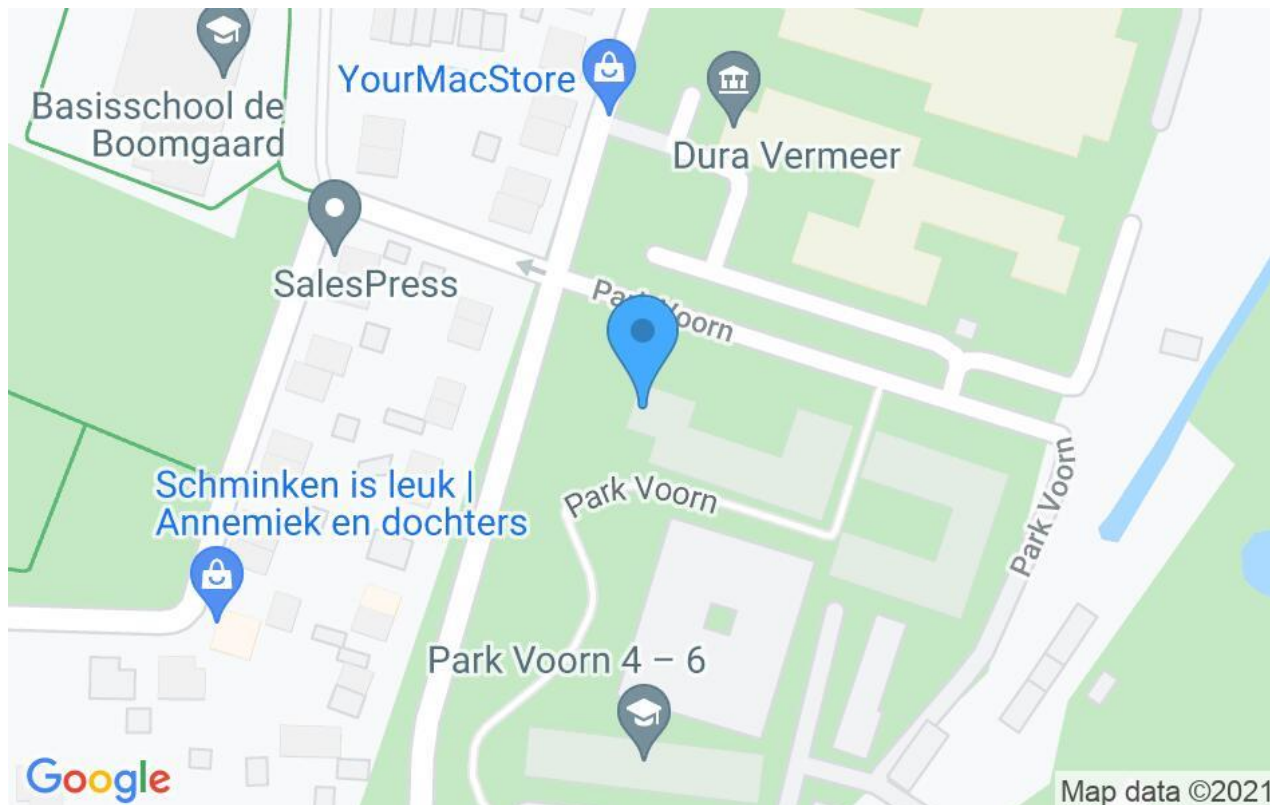 YourMacStore
Basisschool de
Boomgaard
Dura Vermeer
SalesPress
Park Voorn
Park Voorn
Park Voorn
Schminken is leuk |
Annemiek en dochters
Park Voorn 4 – 6
Google
Map data ©2021